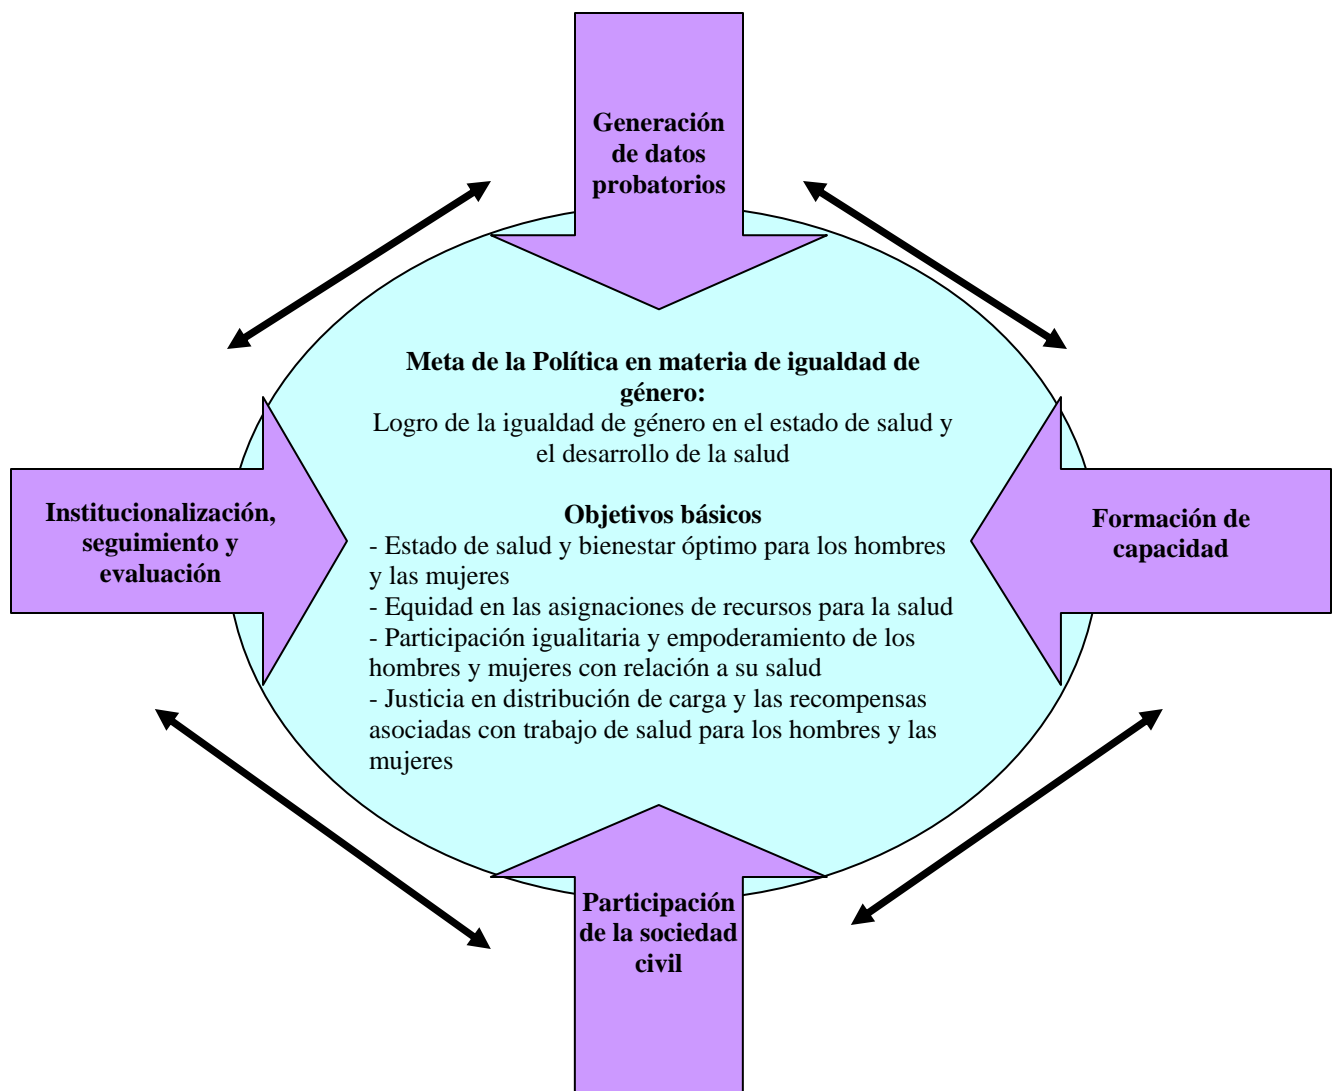 Generación
de datos
probatorios
Meta de la Política en materia de igualdad de
género:
Logro de la igualdad de género en el estado de salud y
el desarrollo de la salud
Institucionalización,
seguimiento y
evaluación
Objetivos básicos
- Estado de salud y bienestar óptimo para los hombres
y las mujeres
- Equidad en las asignaciones de recursos para la salud
- Participación igualitaria y empoderamiento de los
hombres y mujeres con relación a su salud
- Justicia en distribución de carga y las recompensas
asociadas con trabajo de salud para los hombres y las
mujeres
Formación de
capacidad
Participación
de la sociedad
civil